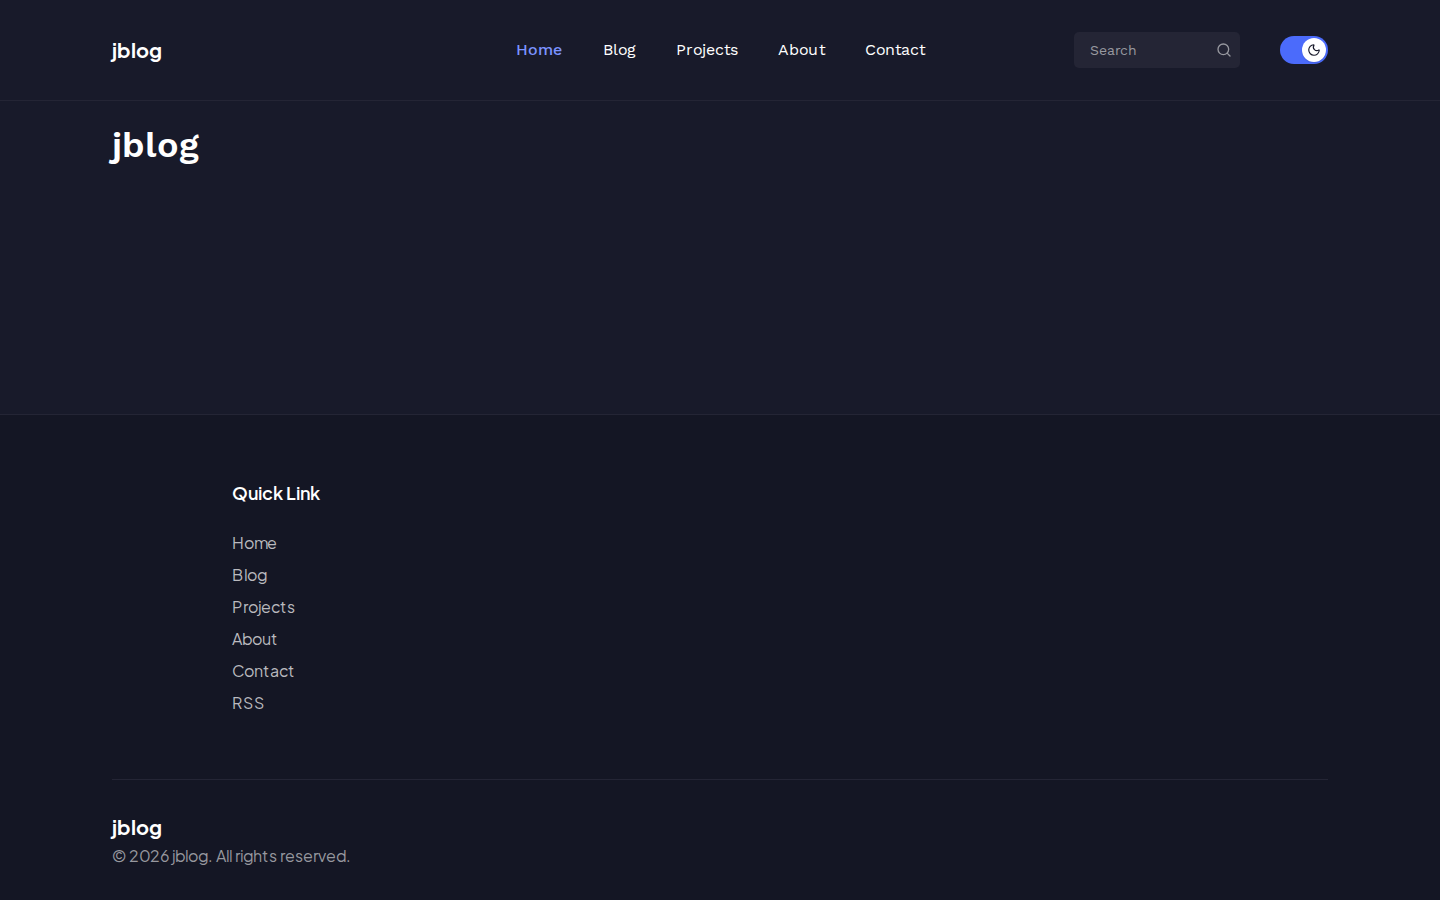 jblog
Home
Blog
Projects
About
Contact
Search
jblog
Quick Link
Home
Blog
Projects
About
Contact
RSS
jblog
© 2026 jblog. All rights reserved.